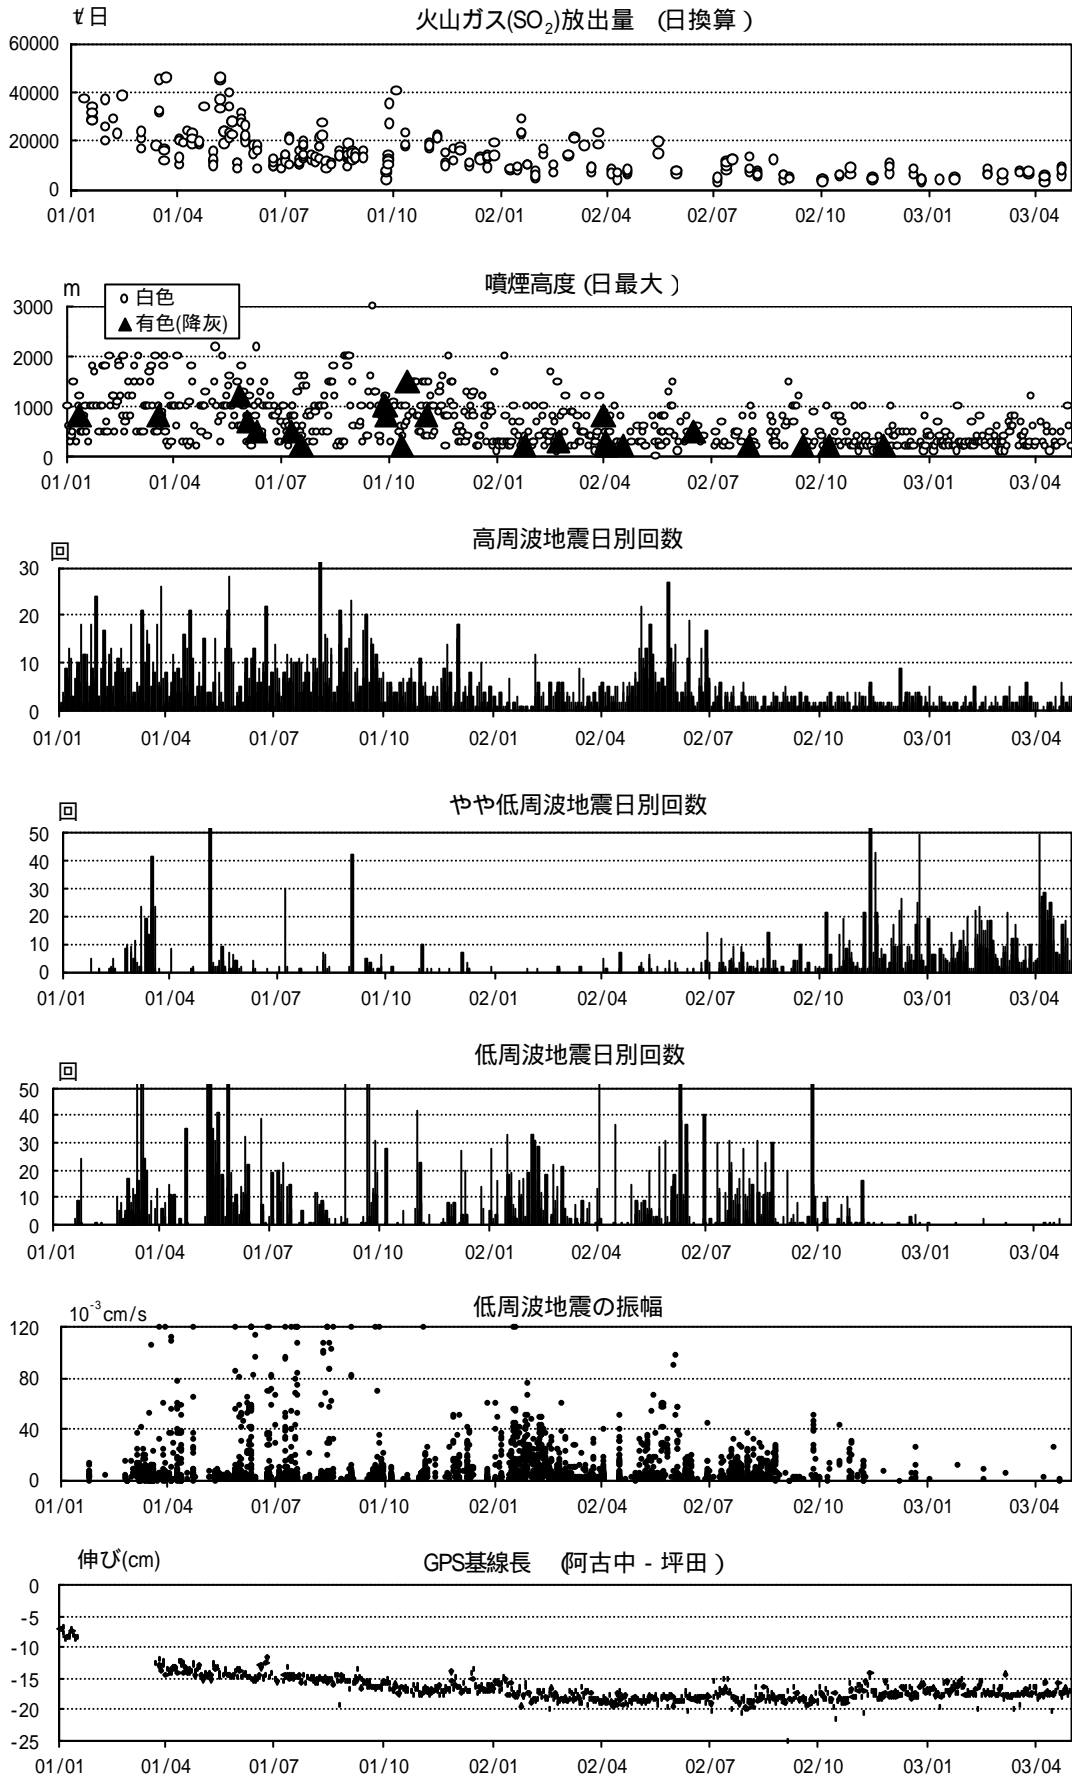 t/日
火山ガス(SO2)放出量 (日換算)
60000
40000
20000
0
01/01 01/04 01/07 01/10 02/01 02/04 02/07 02/10 03/01 03/04
m
噴煙高度(日最大)
3000
2000
1000
0
白色
有色(降灰)
01/01 01/04 01/07 01/10 02/01 02/04 02/07 02/10 03/01 03/04
回
高周波地震日別回数
30
20
10
0
01/01 01/04 01/07 01/10 02/01 02/04 02/07 02/10 03/01 03/04
回
やや低周波地震日別回数
50
40
30
20
10
0
01/01 01/04 01/07 01/10 02/01 02/04 02/07 02/10 03/01 03/04
回
低周波地震日別回数
50
40
30
20
10
0
01/01 01/04 01/07 01/10 02/01 02/04 02/07 02/10 03/01 03/04
10-3cm/s
低周波地震の振幅
120
80
40
0
01/01 01/04 01/07 01/10 02/01 02/04 02/07 02/10 03/01 03/04
伸び(cm)
GPS基線長 (阿古中 - 坪田)
0
-5
-10
-15
-20
-25
01/01 01/04 01/07 01/10 02/01 02/04 02/07 02/10 03/01 03/04